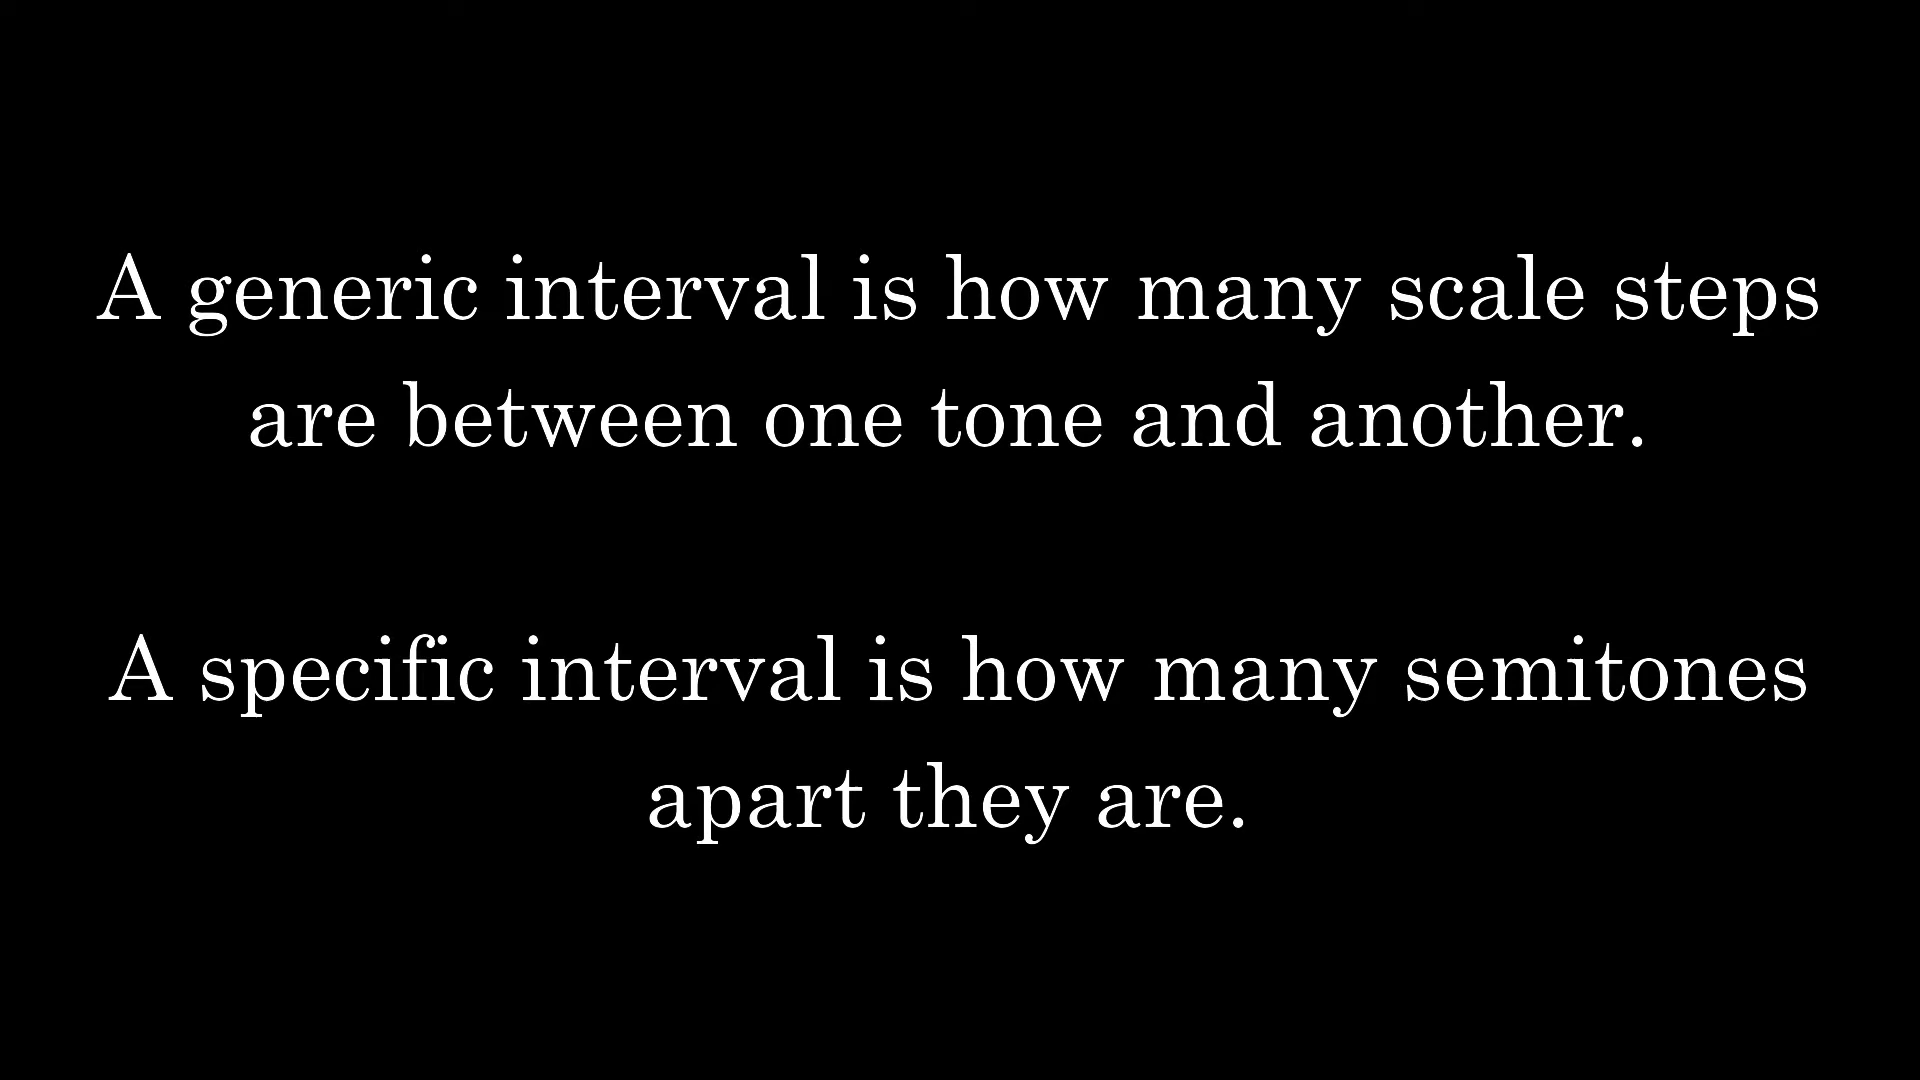 A generic interval is how many scale steps
are between one tone and another.
A specific interval is how many semitones
apart they are.